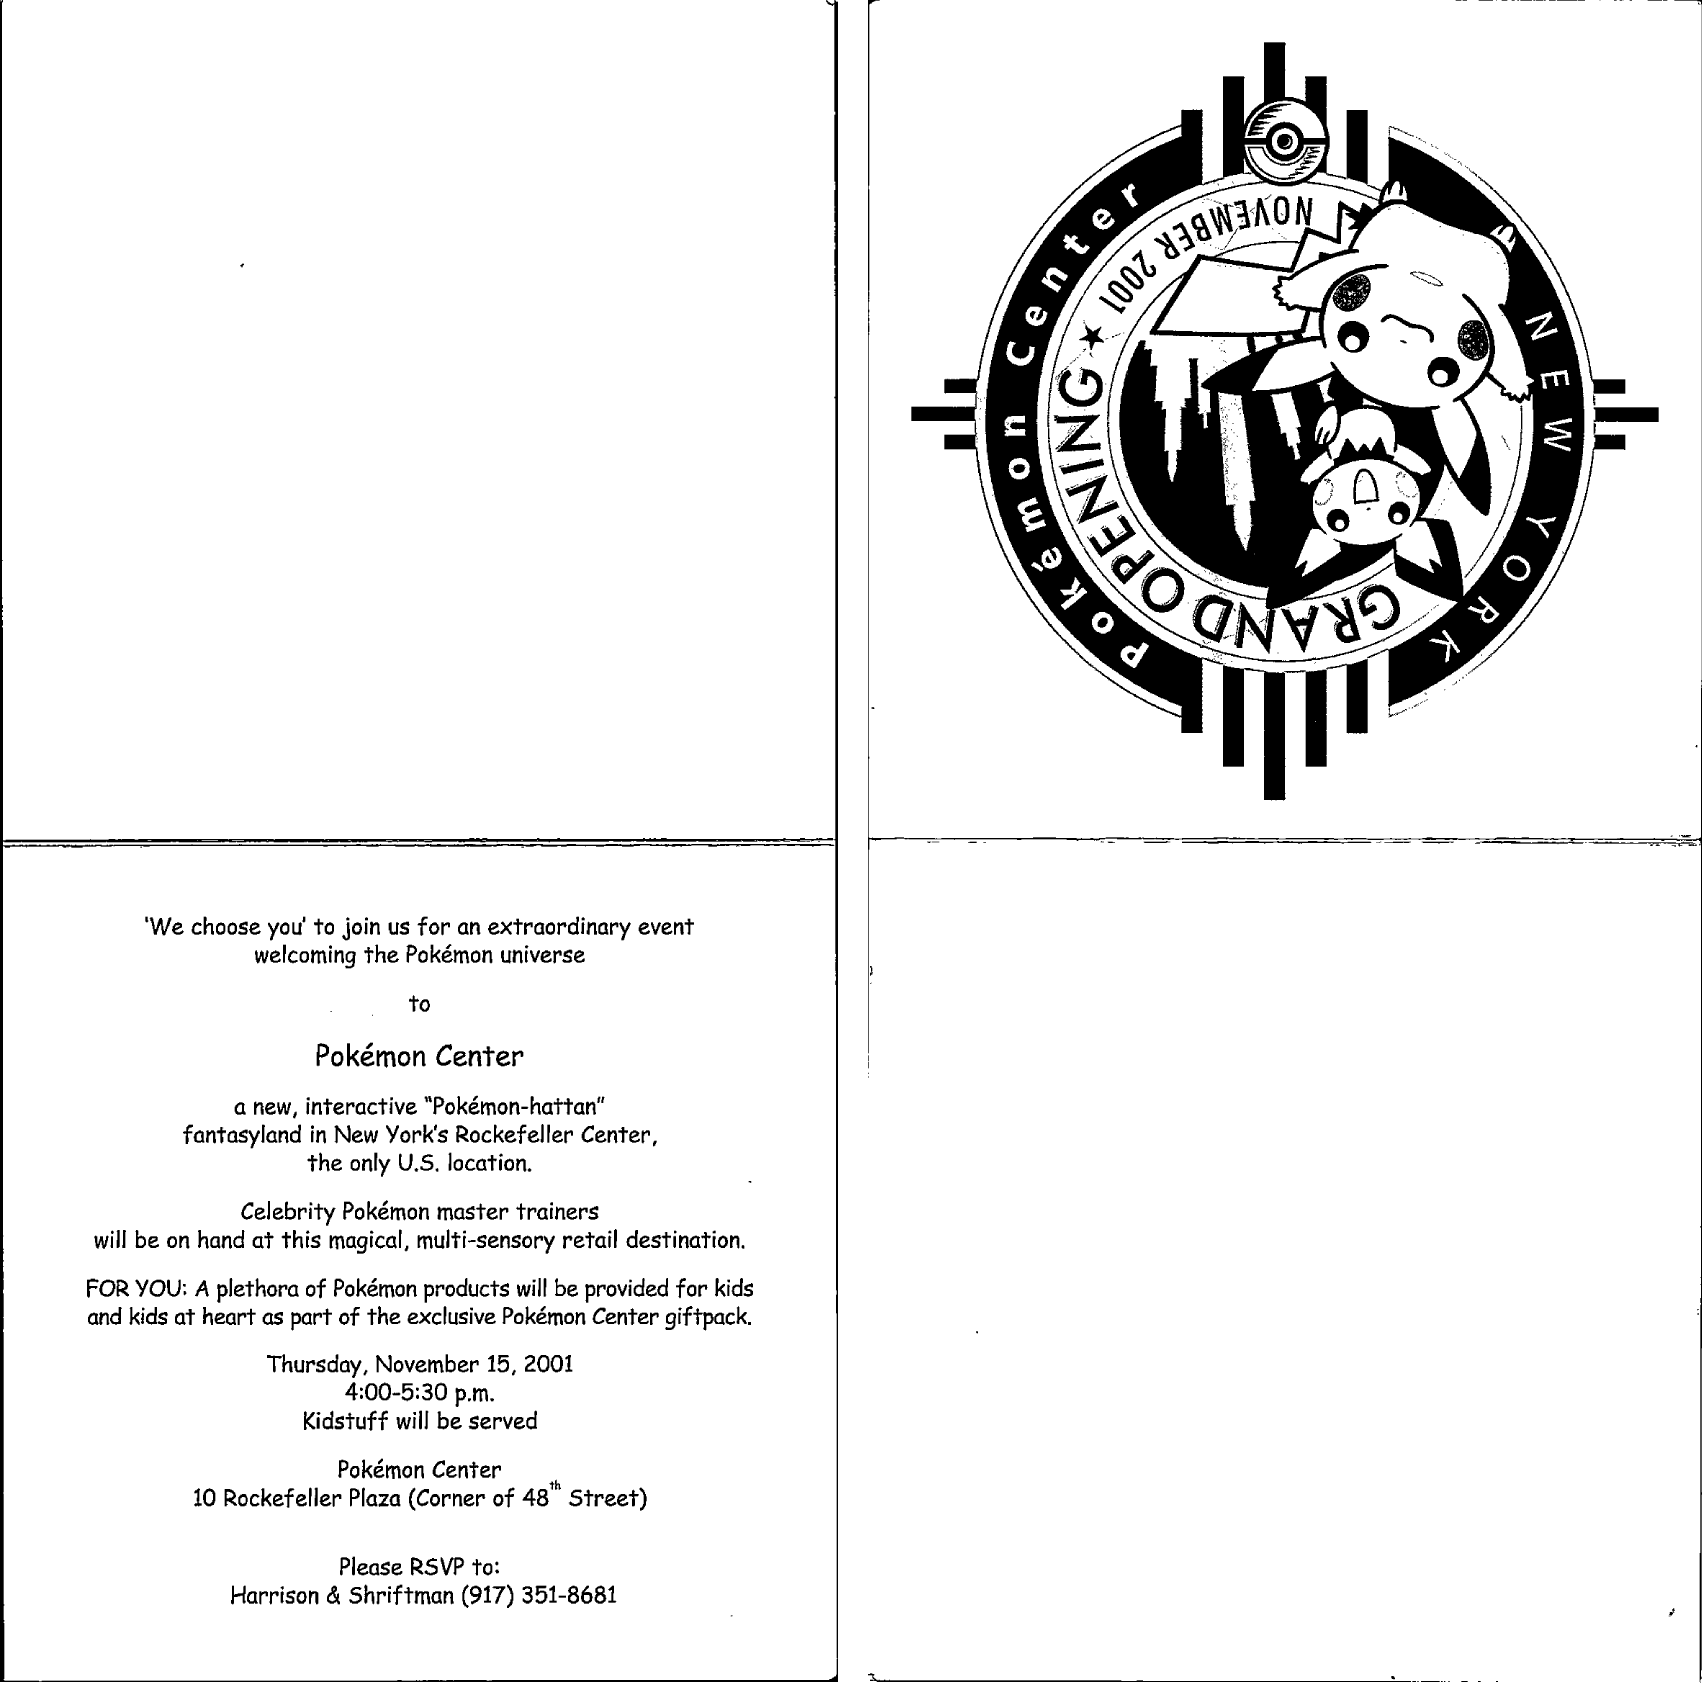 'We choose you' to join us for an extraordinary event
welcoming the Pokémon universe
to
Pokémon Center
a new, interactive "Pokémon-hattan"
fantasyland in New York's Rockefeller Center,
the only U.S. location.
Celebrity Pokémon master trainers
will be on hand at this magical, multi-sensory retail destination.
FOR YOU: A plethora of Pokémon products will be provided for kids
and kids at heart as part of the exclusive Pokémon Center giftpack.
Thursday, November 15, 2001
4:00-5:30 p.m.
Kidstuff will be served
Pokémon Center
10 Rockefeller Plaza (Corner of 48th Street)
Please RSVP to:
Harrison & Shriftman (917) 351-8681
Pokémon Center
NEW YORK
GRAND OPENING ★
NOVEMBER 2001